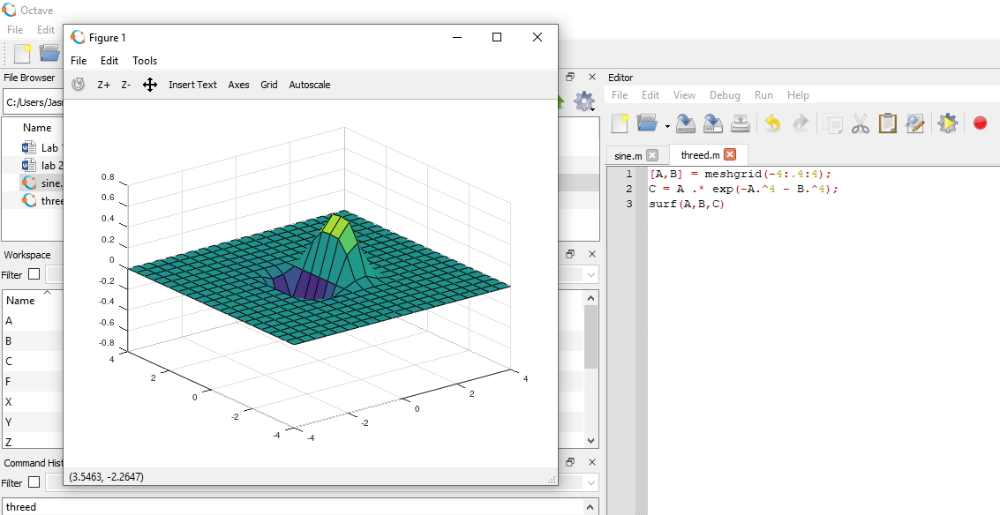 Octave
File Edit
File Browser
C:/Users/Jasr
Name
Lab
lab 2
sine.
three
Workspace
Filter
Name
A
B
C
F
X
Y
Z
Command Hist
Filter
threed
Figure 1
File Edit Tools
Z+ Z- Insert Text Axes Grid Autoscale
0.8
0.6
0.4
0.2
0
-0.2
-0.4
-0.6
-0.8
4
2
0
-2
-4
-4
-2
0
2
4
(3.5463, -2.2647)
Editor
File Edit View Debug Run Help
sine.m threed.m
1 [A,B] = meshgrid(-4:.4:4);
2 C = A .* exp(-A.^4 - B.^4);
3 surf(A,B,C)